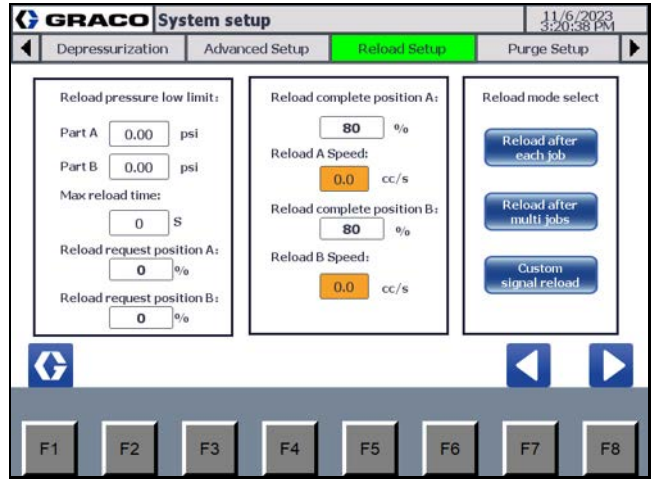 GRACO System setup
11/6/2023
3:20:38 PM
Depressurization Advanced Setup Reload Setup Purge Setup
Reload pressure low limit:
Part A 0.00 psi
Part B 0.00 psi
Max reload time:
0 S
Reload request position A:
0 %
Reload request position B:
0 %
Reload complete position A:
80 %
Reload A Speed:
0.0 cc/s
Reload complete position B:
80 %
Reload B Speed:
0.0 cc/s
Reload mode select
Reload after
each job
Reload after
multi jobs
Custom
signal reload
F1 F2 F3 F4 F5 F6 F7 F8